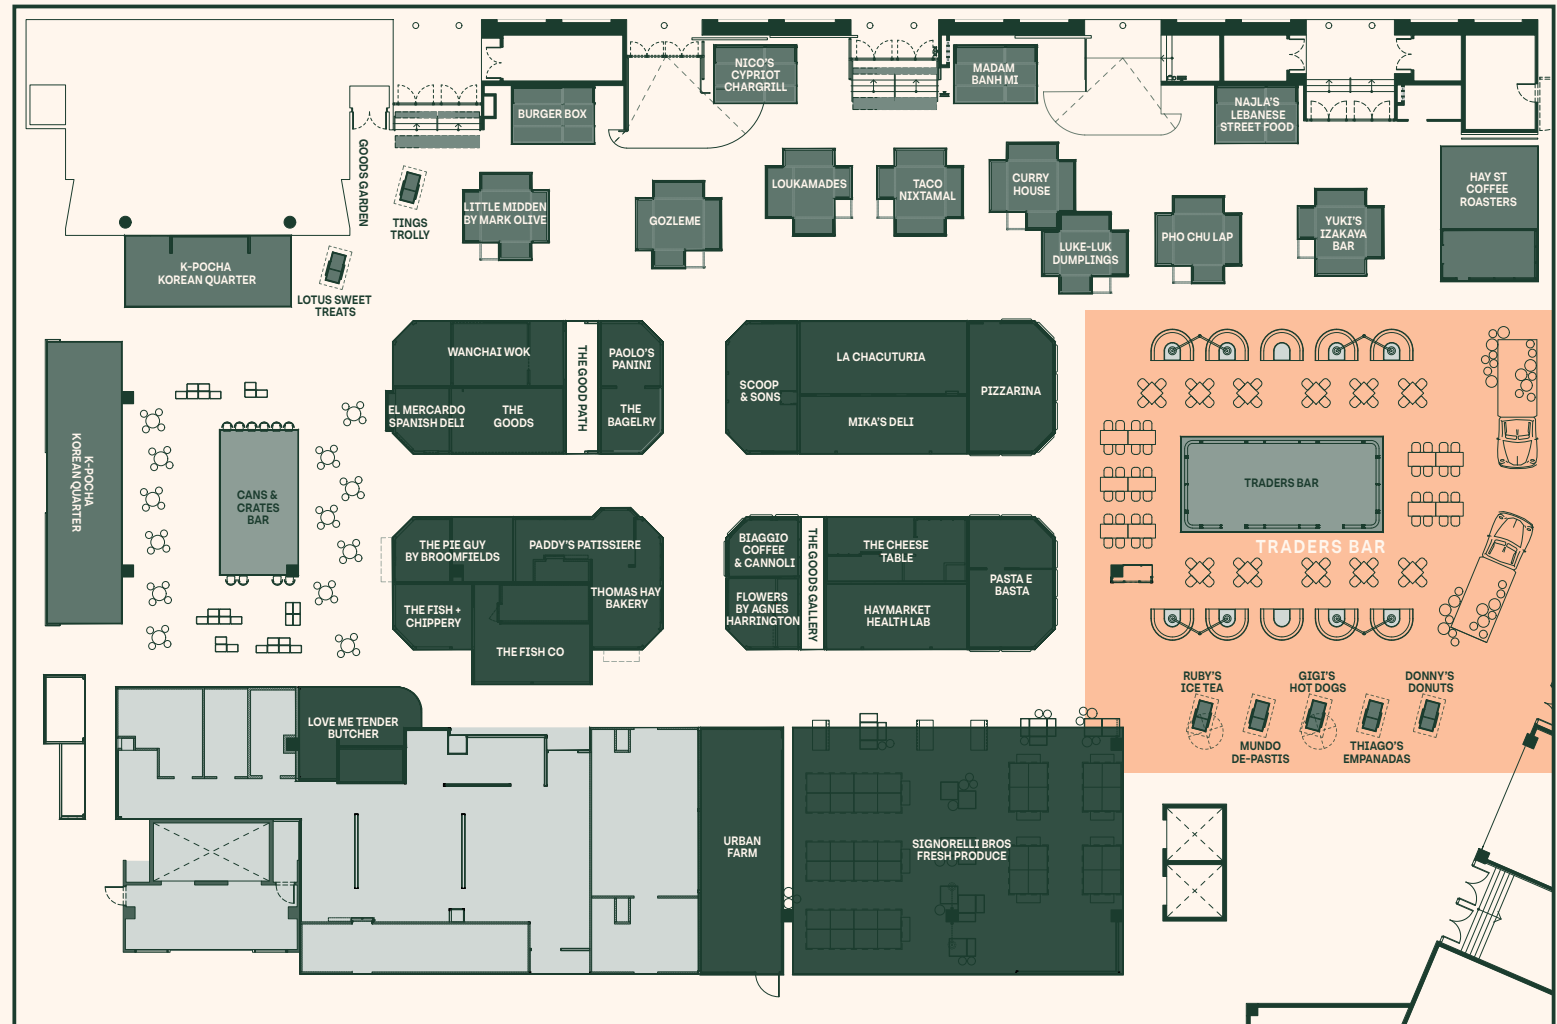 NICO'S
CYPRIOT
CHARGRILL
MADAM
BANH MI
BURGER BOX
NAJLA'S
LEBANESE
STREET FOOD
GOODS GARDEN
TINGS
TROLLY
LITTLE MIDDEN
BY MARK OLIVE
GOZLEME
LOUKAMADES
TACO
NIXTAMAL
CURRY
HOUSE
LUKE-LUK
DUMPLINGS
PHO CHU LAP
YUKI'S
IZAKAYA
BAR
HAY ST
COFFEE
ROASTERS
K-POCHA
KOREAN QUARTER
LOTUS SWEET
TREATS
WANCHAI WOK
THE GOOD PATH
PAOLO'S
PANINI
EL MERCARDO
SPANISH DELI
THE
GOODS
THE
BAGELRY
SCOOP
& SONS
LA CHACUTURIA
MIKA'S DELI
PIZZARINA
K-POCHA
KOREAN QUARTER
CANS &
CRATES
BAR
TRADERS BAR
TRADERS BAR
THE PIE GUY
BY BROOMFIELDS
PADDY'S PATISSIERE
THOMAS HAY
BAKERY
THE FISH +
CHIPPERY
THE FISH CO
BIAGGIO
COFFEE
& CANNOLI
FLOWERS
BY AGNES
HARRINGTON
THE GOODS GALLERY
THE CHEESE
TABLE
HAYMARKET
HEALTH LAB
PASTA E
BASTA
RUBY'S
ICE TEA
GIGI'S
HOT DOGS
DONNY'S
DONUTS
MUNDO
DE-PASTIS
THIAGO'S
EMPANADAS
LOVE ME TENDER
BUTCHER
URBAN
FARM
SIGNORELLI BROS
FRESH PRODUCE